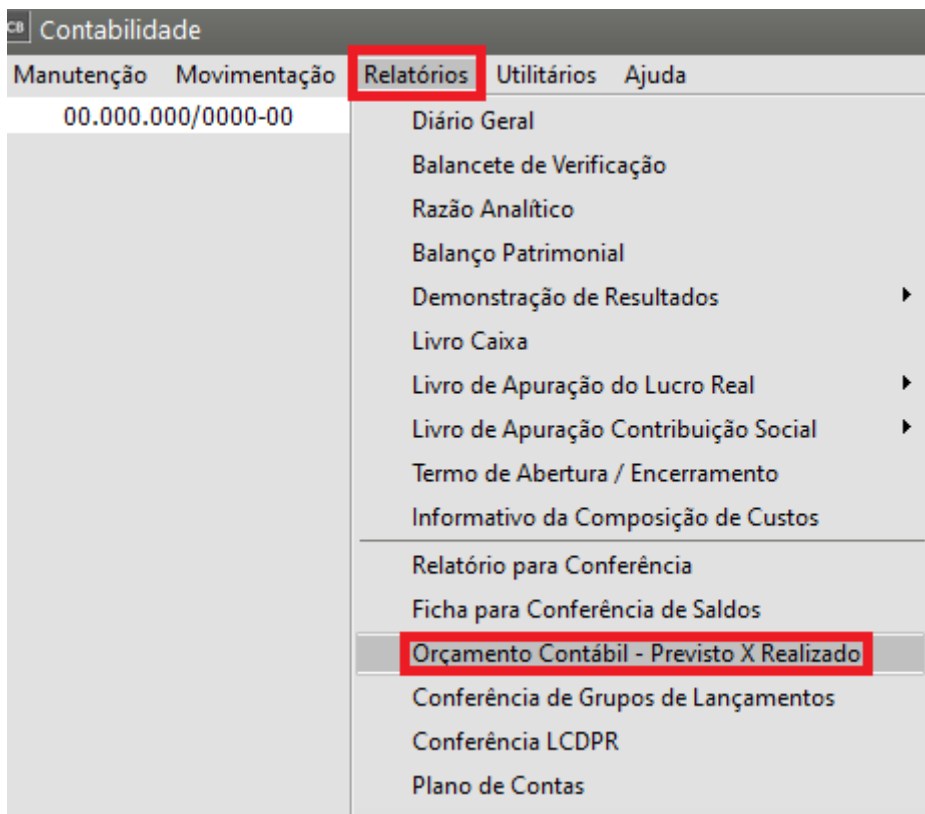 CB Contabilidade
Manutenção Movimentação Relatórios Utilitários Ajuda
00.000.000/0000-00
Diário Geral
Balancete de Verificação
Razão Analítico
Balanço Patrimonial
Demonstração de Resultados
Livro Caixa
Livro de Apuração do Lucro Real
Livro de Apuração Contribuição Social
Termo de Abertura / Encerramento
Informativo da Composição de Custos
Relatório para Conferência
Ficha para Conferência de Saldos
Orçamento Contábil - Previsto X Realizado
Conferência de Grupos de Lançamentos
Conferência LCDPR
Plano de Contas